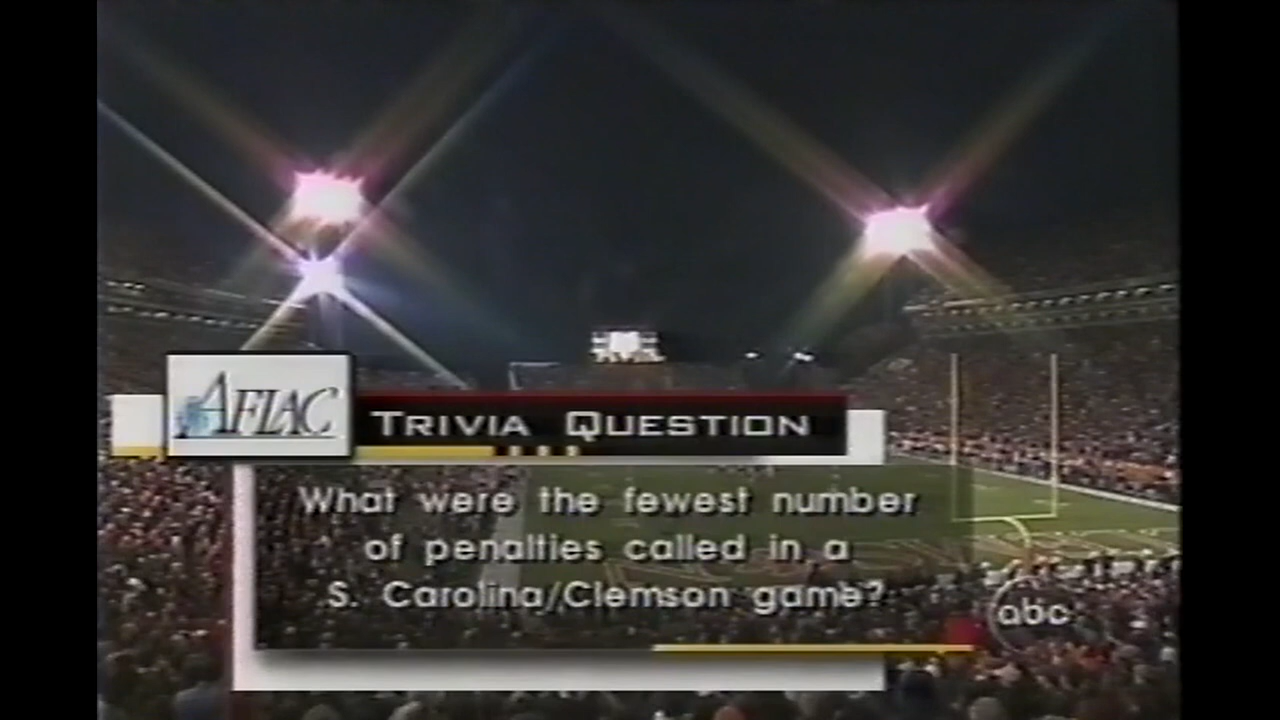 AFLAC
TRIVIA QUESTION
What were the fewest number
of penalties called in a
S. Carolina/Clemson game?
abc